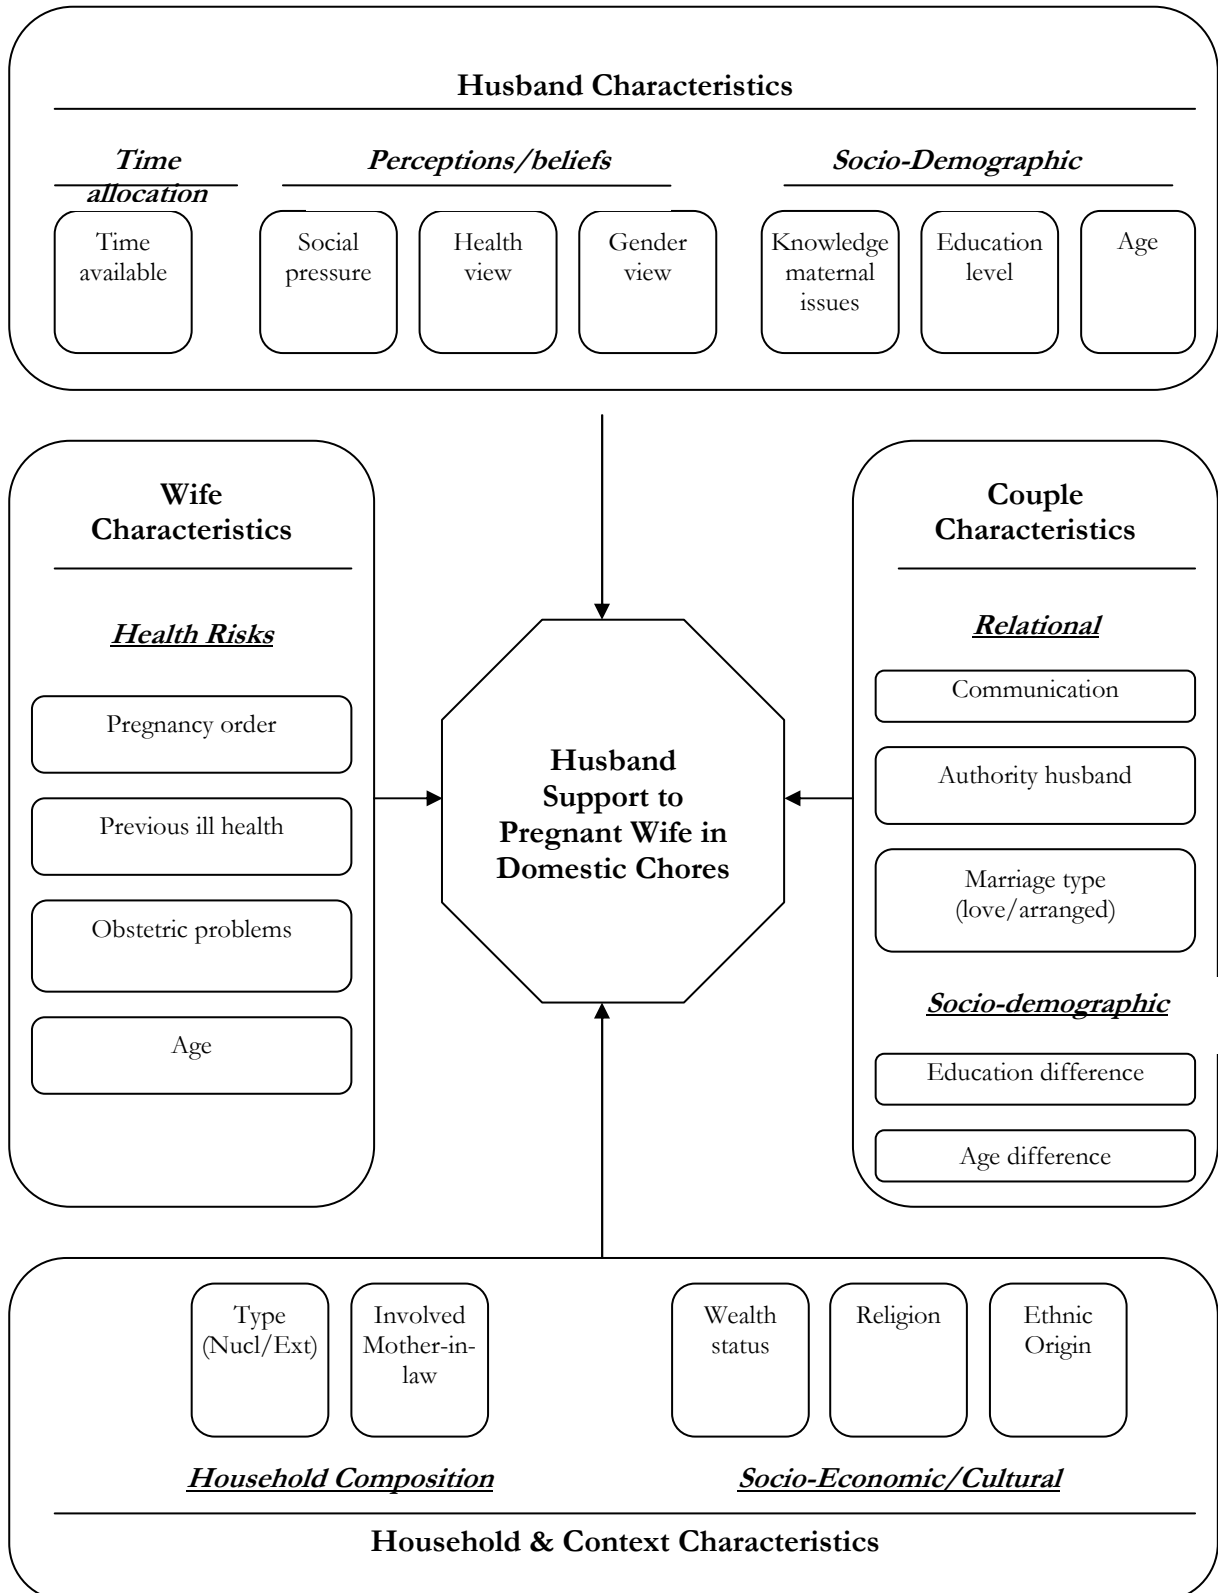 Husband Characteristics
Time
allocation
Perceptions/beliefs
Socio-Demographic
Time
available
Social
pressure
Health
view
Gender
view
Knowledge
maternal
issues
Education
level
Age
Wife
Characteristics
Health Risks
Pregnancy order
Previous ill health
Obstetric problems
Age
Husband
Support to
Pregnant Wife in
Domestic Chores
Couple
Characteristics
Relational
Communication
Authority husband
Marriage type
(love/arranged)
Socio-demographic
Education difference
Age difference
Type
(Nucl/Ext)
Involved
Mother-in-
law
Wealth
status
Religion
Ethnic
Origin
Household Composition
Socio-Economic/Cultural
Household & Context Characteristics